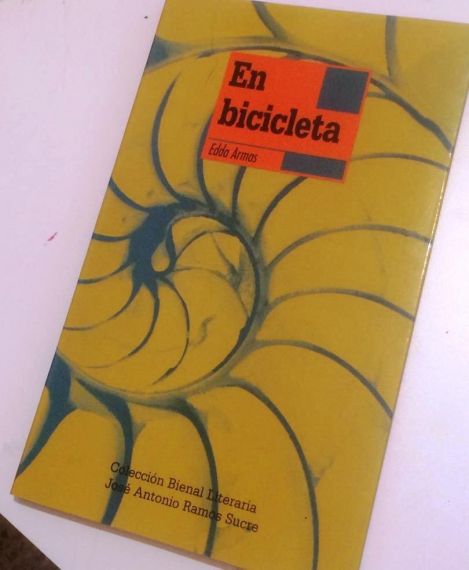 En
bicicleta
Edda Armas
Colección Bienal Literaria
José Antonio Ramos Sucre